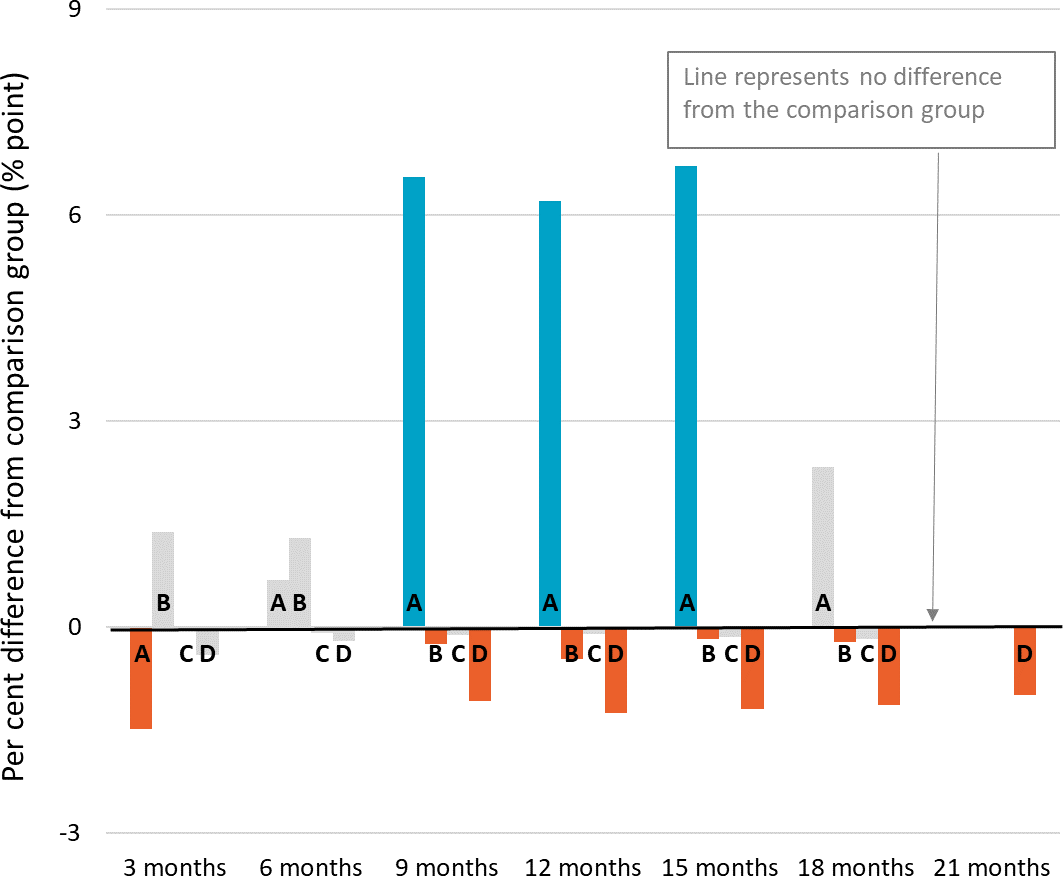 Per cent difference from comparison group (% point)
9
Line represents no difference
from the comparison group
6
3
0
-3
B
A B
A
A
A
A
A
C D
C D
B C D
B C D
B C D
B C D
D
3 months
6 months
9 months
12 months
15 months
18 months
21 months